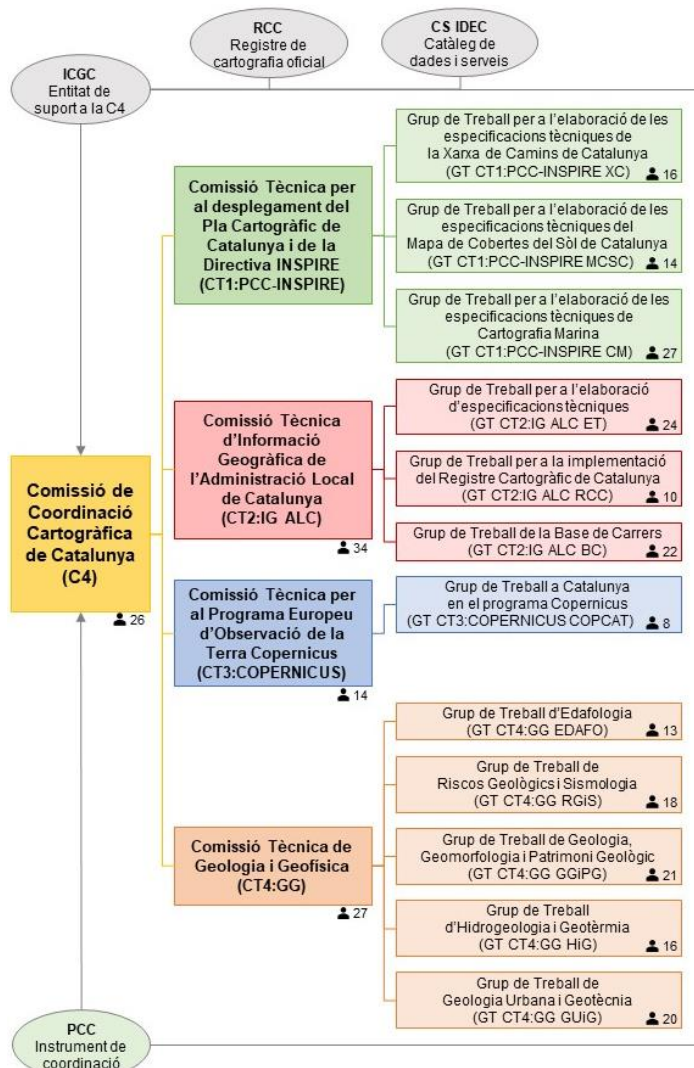 RCC
Registre de
cartografia oficial
CS IDEC
Catàleg de
dades i serveis
ICGC
Entitat de
suport a la C4
Comissió de
Coordinació
Cartogràfica
de Catalunya
(C4)
26
Comissió Tècnica per
al desplegament del
Pla Cartogràfic de
Catalunya i de la
Directiva INSPIRE
(CT1:PCC-INSPIRE)
Grup de Treball per a l'elaboració de les
especificacions tècniques de
la Xarxa de Camins de Catalunya
(GT CT1:PCC-INSPIRE XC) 16
Grup de Treball per a l'elaboració de les
especificacions tècniques del
Mapa de Cobertes del Sòl de Catalunya
(GT CT1:PCC-INSPIRE MCSC) 14
Grup de Treball per a l'elaboració de les
especificacions tècniques de
Cartografia Marina
(GT CT1:PCC-INSPIRE CM) 27
Comissió Tècnica
d'Informació
Geogràfica de
l'Administració Local
de Catalunya
(CT2:IG ALC)
34
Grup de Treball per a l'elaboració
d'especificacions tècniques
(GT CT2:IG ALC ET) 24
Grup de Treball per a la implementació
del Registre Cartogràfic de Catalunya
(GT CT2:IG ALC RCC) 10
Grup de Treball de la Base de Carrers
(GT CT2:IG ALC BC) 22
Comissió Tècnica per
al Programa Europeu
d'Observació de la
Terra Copernicus
(CT3:COPERNICUS)
14
Grup de Treball a Catalunya
en el programa Copernicus
(GT CT3:COPERNICUS COPCAT) 8
Comissió Tècnica de
Geologia i Geofísica
(CT4:GG)
27
Grup de Treball d'Edafologia
(GT CT4:GG EDAFO) 13
Grup de Treball de
Riscos Geològics i Sismologia
(GT CT4:GG RGiS) 18
Grup de Treball de Geologia,
Geomorfologia i Patrimoni Geològic
(GT CT4:GG GGiPG) 21
Grup de Treball
d'Hidrogeologia i Geotèrmia
(GT CT4:GG HiG) 16
Grup de Treball de
Geologia Urbana i Geotècnia
(GT CT4:GG GUiG) 20
PCC
Instrument de
coordinació